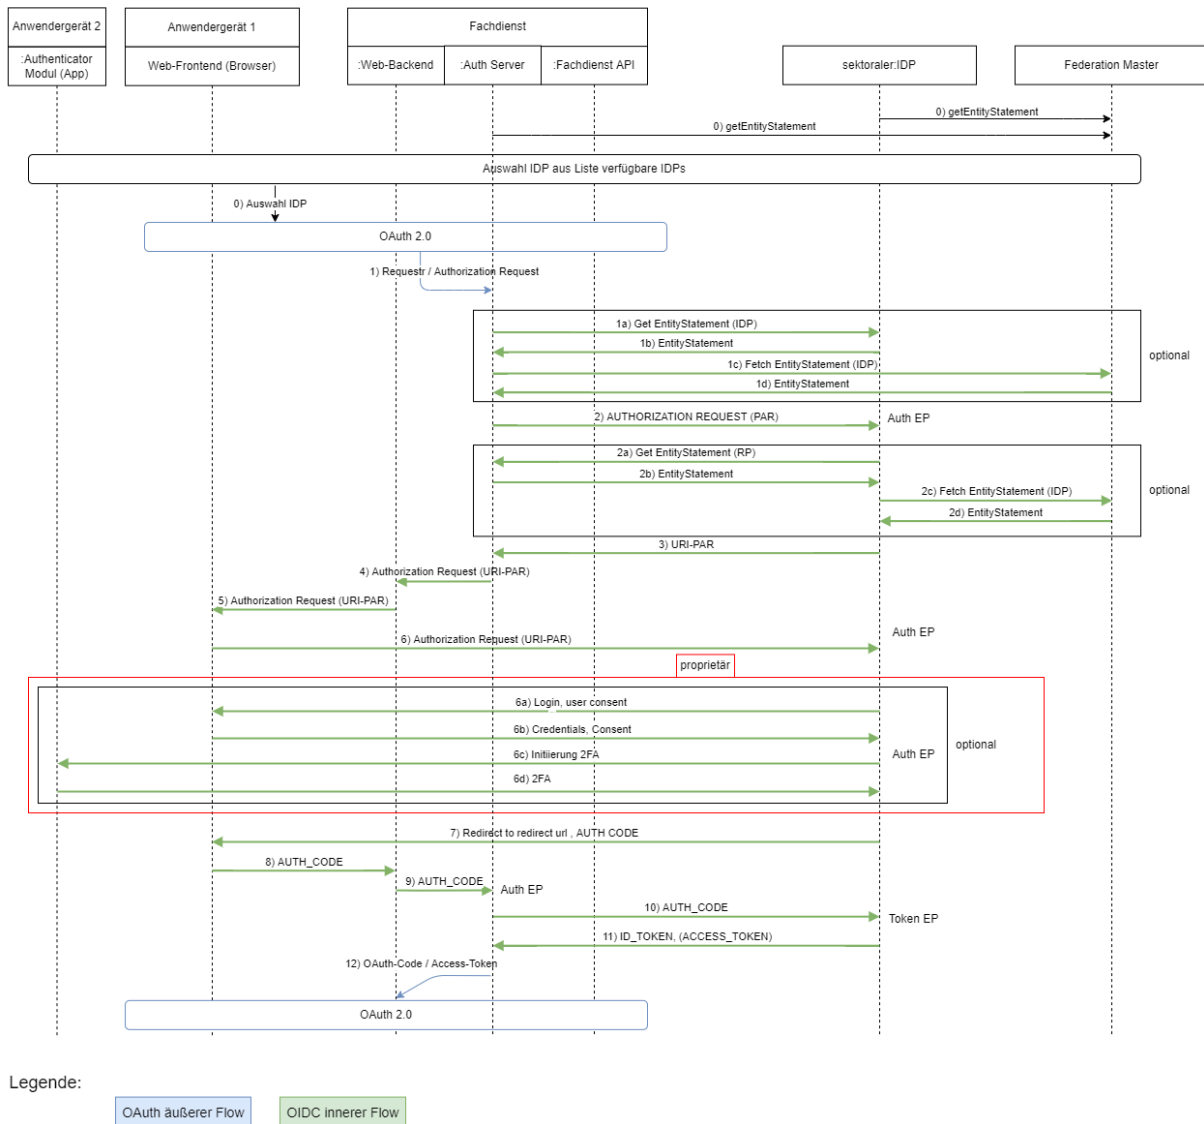 Anwendergerät 2
Anwendergerät 1
Fachdienst
:Authenticator
Modul (App)
Web-Frontend (Browser)
:Web-Backend
:Auth Server
:Fachdienst API
sektoraler:IDP
Federation Master
0) getEntityStatement
0) getEntityStatement
Auswahl IDP aus Liste verfügbare IDPs
0) Auswahl IDP
OAuth 2.0
1) Requestr / Authorization Request
1a) Get EntityStatement (IDP)
1b) EntityStatement
optional
1c) Fetch EntityStatement (IDP)
1d) EntityStatement
2) AUTHORIZATION REQUEST (PAR)
Auth EP
2a) Get EntityStatement (RP)
2b) EntityStatement
2c) Fetch EntityStatement (IDP)
optional
2d) EntityStatement
3) URI-PAR
4) Authorization Request (URI-PAR)
5) Authorization Request (URI-PAR)
Auth EP
6) Authorization Request (URI-PAR)
proprietär
6a) Login, user consent
6b) Credentials, Consent
optional
6c) Initiierung 2FA
Auth EP
6d) 2FA
7) Redirect to redirect url , AUTH CODE
8) AUTH_CODE
9) AUTH_CODE
Auth EP
10) AUTH_CODE
Token EP
11) ID_TOKEN, (ACCESS_TOKEN)
12) OAuth-Code / Access-Token
OAuth 2.0
Legende:
OAuth äußerer Flow
OIDC innerer Flow